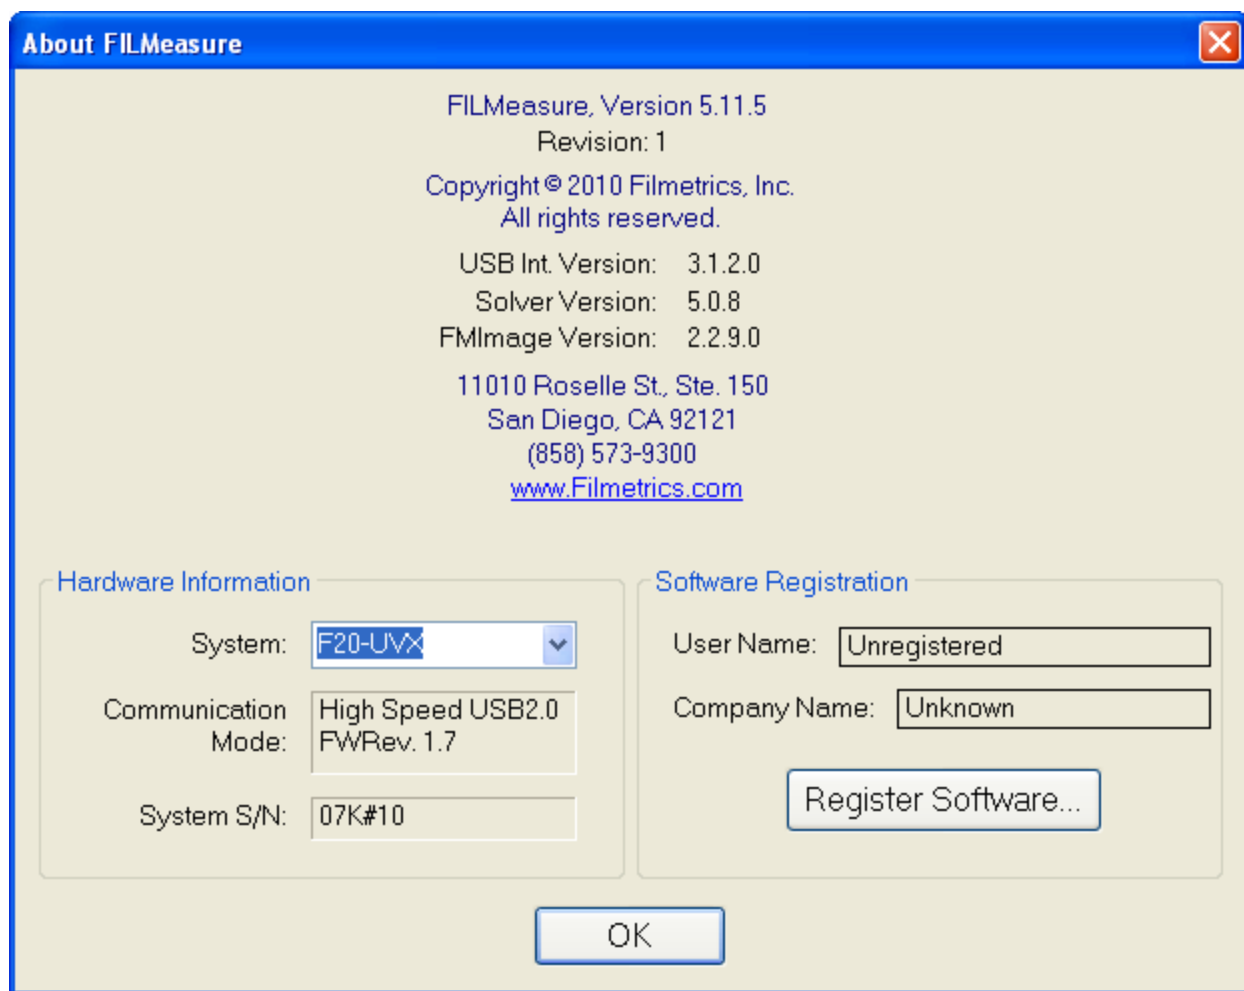 About FILMeasure
FILMeasure, Version 5.11.5
Revision: 1
Copyright © 2010 Filmetrics, Inc.
All rights reserved.
USB Int. Version: 3.1.2.0
Solver Version: 5.0.8
FMImage Version: 2.2.9.0
11010 Roselle St., Ste. 150
San Diego, CA 92121
(858) 573-9300
www.Filmetrics.com
Hardware Information
System: F20-UVX
Communication Mode:
High Speed USB2.0
FWRev. 1.7
System S/N: 07K#10
Software Registration
User Name: Unregistered
Company Name: Unknown
Register Software...
OK